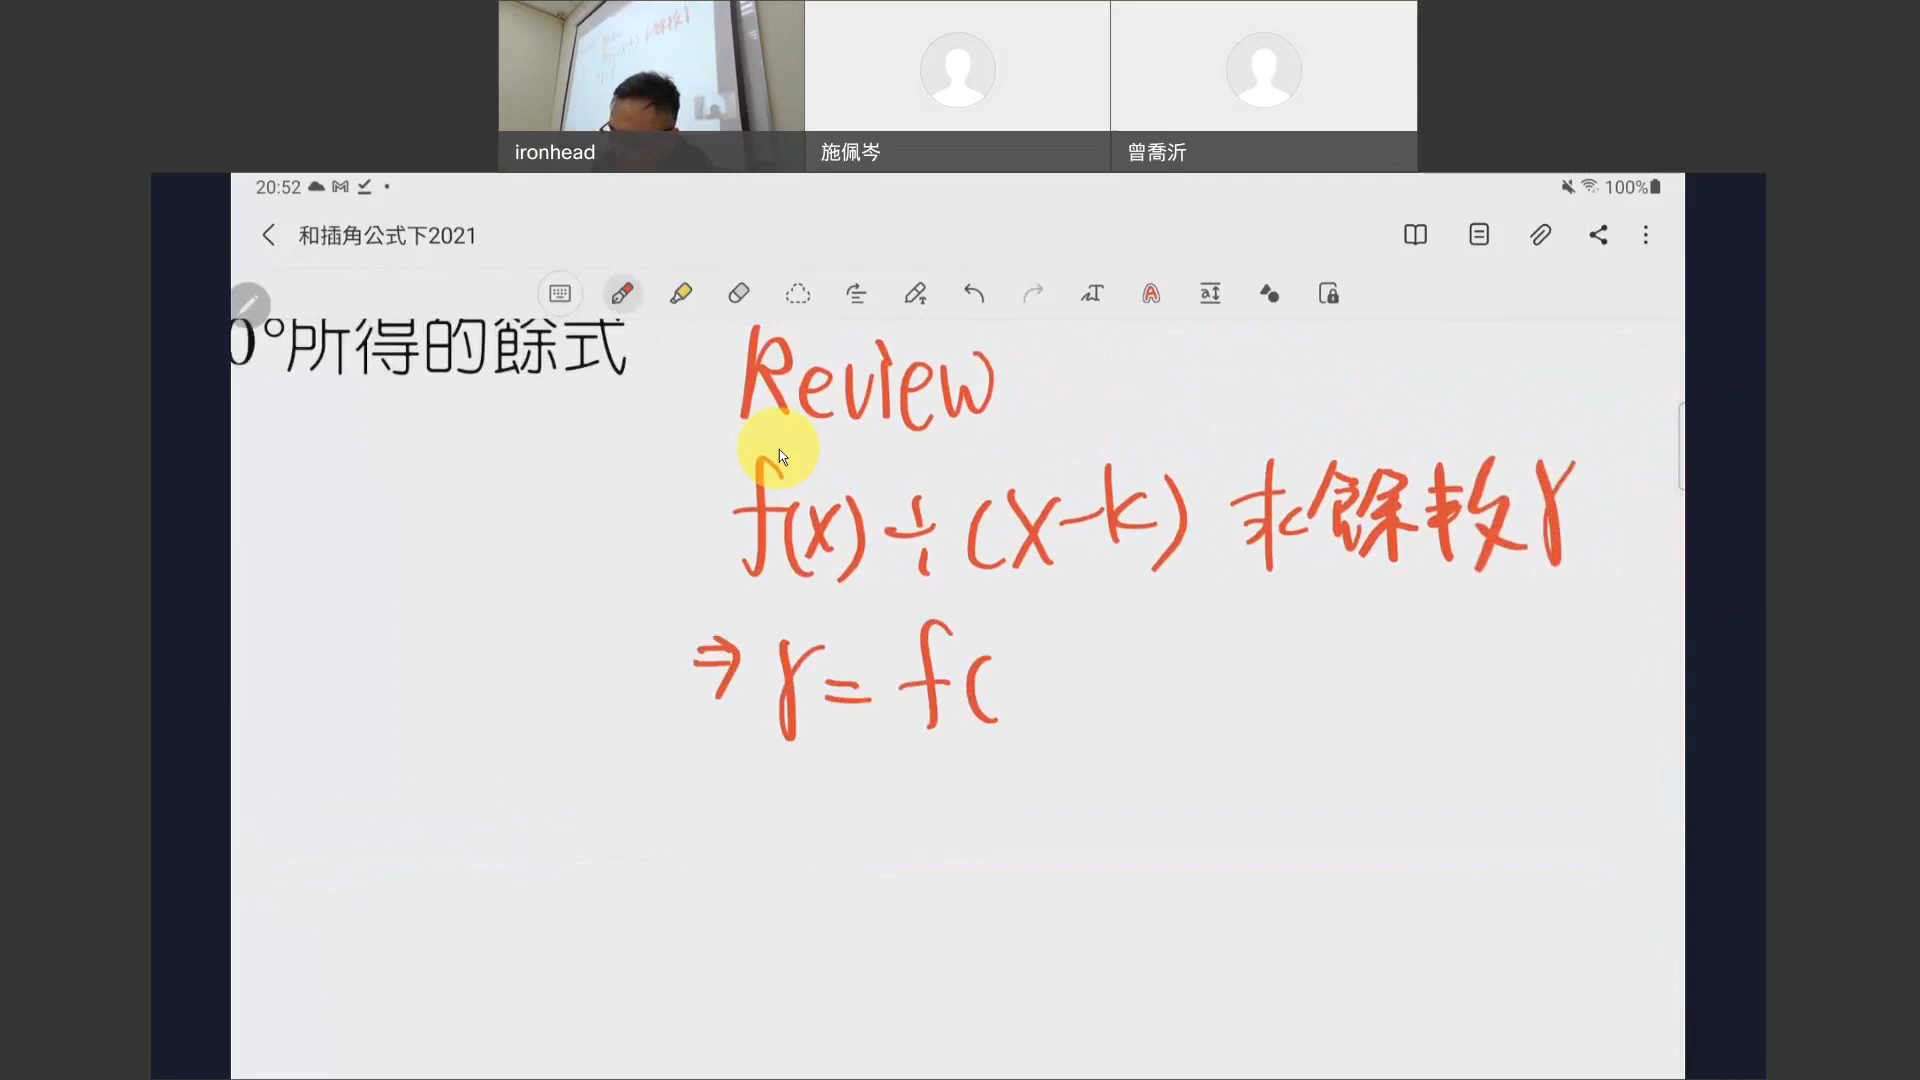 ironhead
施佩岑
曾喬沂
20:52
100%
和插角公式下2021
0°所得的餘式
Review
f(x)÷(x-k) 求餘數r
⇒ r = f(